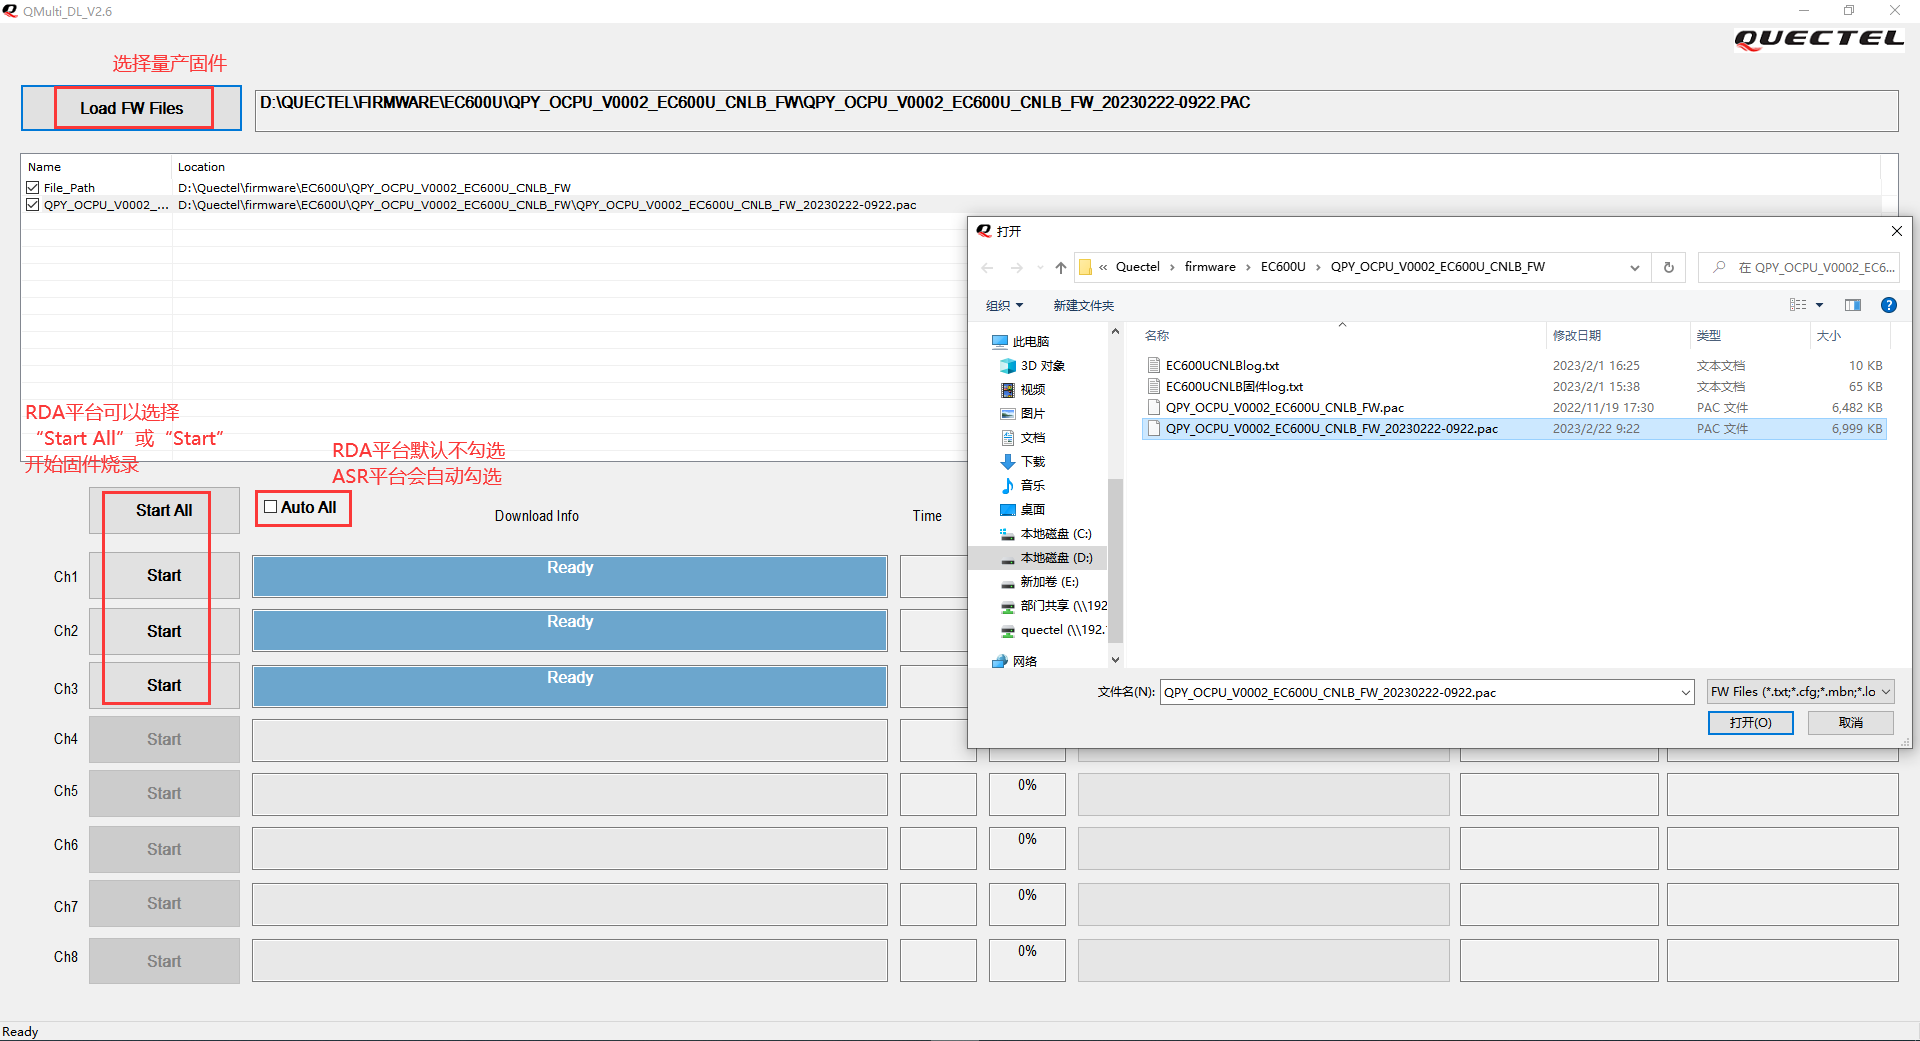 QMulti_DL_V2.6
QUECTEL
选择量产固件
Load FW Files
D:\QUECTEL\FIRMWARE\EC600U\QPY_OCPU_V0002_EC600U_CNLB_FW\QPY_OCPU_V0002_EC600U_CNLB_FW_20230222-0922.PAC
Name Location
File_Path D:\Quectel\firmware\EC600U\QPY_OCPU_V0002_EC600U_CNLB_FW
QPY_OCPU_V0002_... D:\Quectel\firmware\EC600U\QPY_OCPU_V0002_EC600U_CNLB_FW\QPY_OCPU_V0002_EC600U_CNLB_FW_20230222-0922.pac
RDA平台可以选择
“Start All”或“Start”
开始固件烧录
RDA平台默认不勾选
ASR平台会自动勾选
Start All
Auto All
Download Info
Time
Ch1 Start Ready
Ch2 Start Ready
Ch3 Start Ready
Ch4 Start
Ch5 Start 0%
Ch6 Start 0%
Ch7 Start 0%
Ch8 Start 0%
Ready
打开
« Quectel › firmware › EC600U › QPY_OCPU_V0002_EC600U_CNLB_FW
在 QPY_OCPU_V0002_EC6...
组织 新建文件夹
此电脑
3D 对象
视频
图片
文档
下载
音乐
桌面
本地磁盘 (C:)
本地磁盘 (D:)
新加卷 (E:)
部门共享 (\\192
quectel (\\192.
网络
名称 修改日期 类型 大小
EC600UCNLBlog.txt 2023/2/1 16:25 文本文档 10 KB
EC600UCNLB固件log.txt 2023/2/1 15:38 文本文档 65 KB
QPY_OCPU_V0002_EC600U_CNLB_FW.pac 2022/11/19 17:30 PAC 文件 6,482 KB
QPY_OCPU_V0002_EC600U_CNLB_FW_20230222-0922.pac 2023/2/22 9:22 PAC 文件 6,999 KB
文件名(N): QPY_OCPU_V0002_EC600U_CNLB_FW_20230222-0922.pac
FW Files (*.txt;*.cfg;*.mbn;*.lo
打开(O) 取消